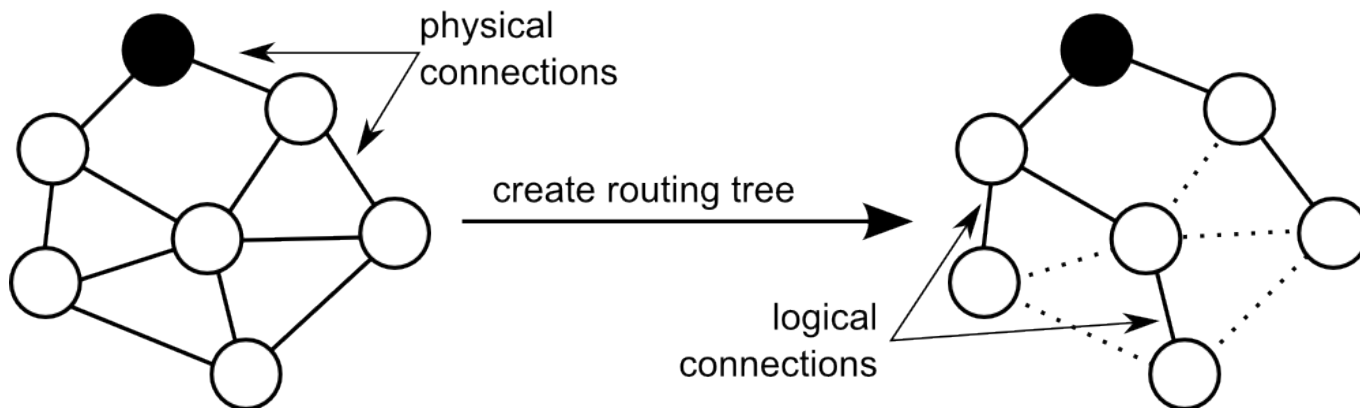 physical
connections
create routing tree
logical
connections